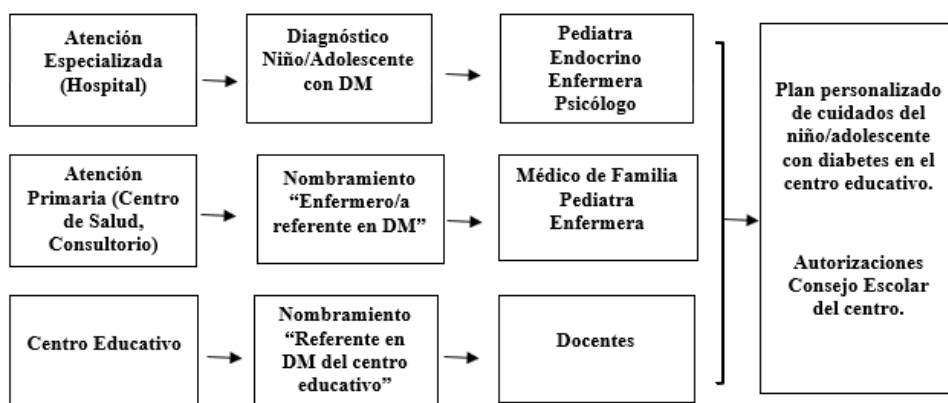 Atención
Especializada
(Hospital)
Diagnóstico
Niño/Adolescente
con DM
Pediatra
Endocrino
Enfermera
Psicólogo
Atención
Primaria (Centro
de Salud,
Consultorio)
Nombramiento
“Enfermero/a
referente en DM”
Médico de Familia
Pediatra
Enfermera
Centro Educativo
Nombramiento
“Referente en
DM del centro
educativo”
Docentes
Plan personalizado
de cuidados del
niño/adolescente
con diabetes en el
centro educativo.
Autorizaciones
Consejo Escolar
del centro.